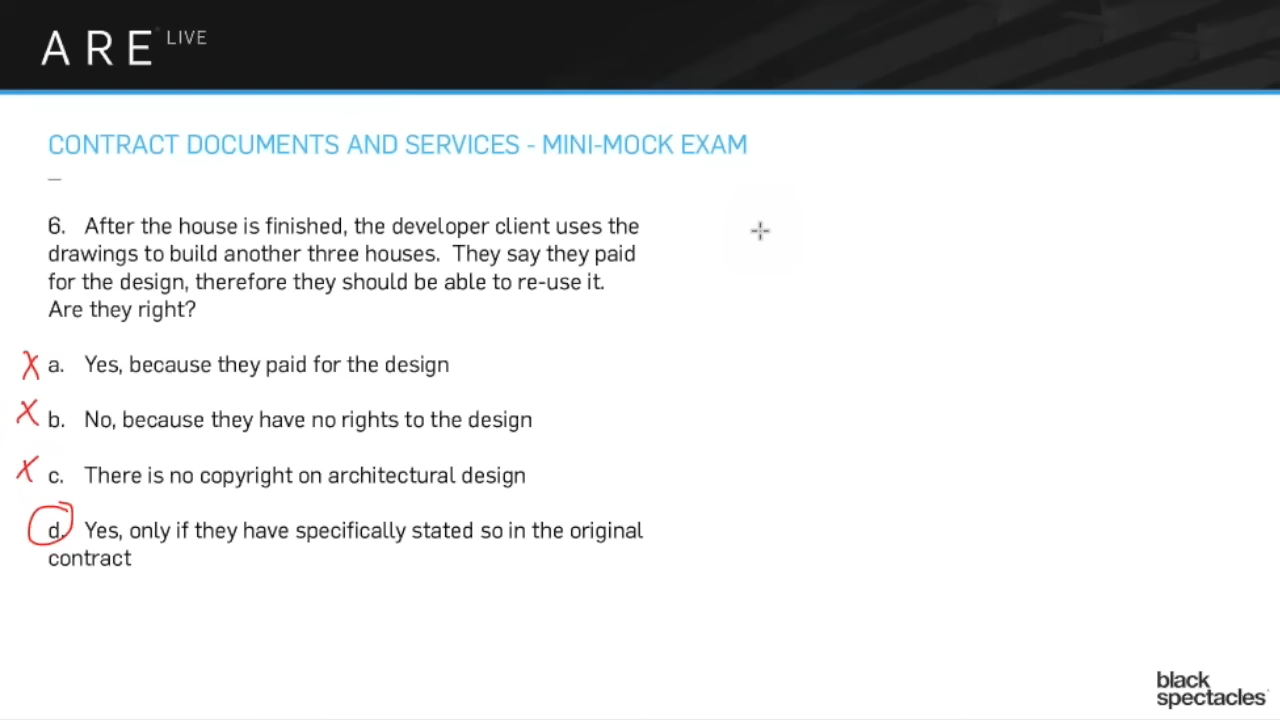 ARE LIVE
CONTRACT DOCUMENTS AND SERVICES - MINI-MOCK EXAM
6. After the house is finished, the developer client uses the
drawings to build another three houses. They say they paid
for the design, therefore they should be able to re-use it.
Are they right?
X a. Yes, because they paid for the design
X b. No, because they have no rights to the design
X c. There is no copyright on architectural design
d. Yes, only if they have specifically stated so in the original
contract
black
spectacles